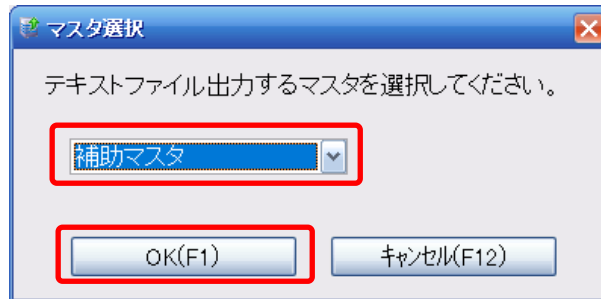 マスタ選択
テキストファイル出力するマスタを選択してください。
補助マスタ
OK(F1)
キャンセル(F12)